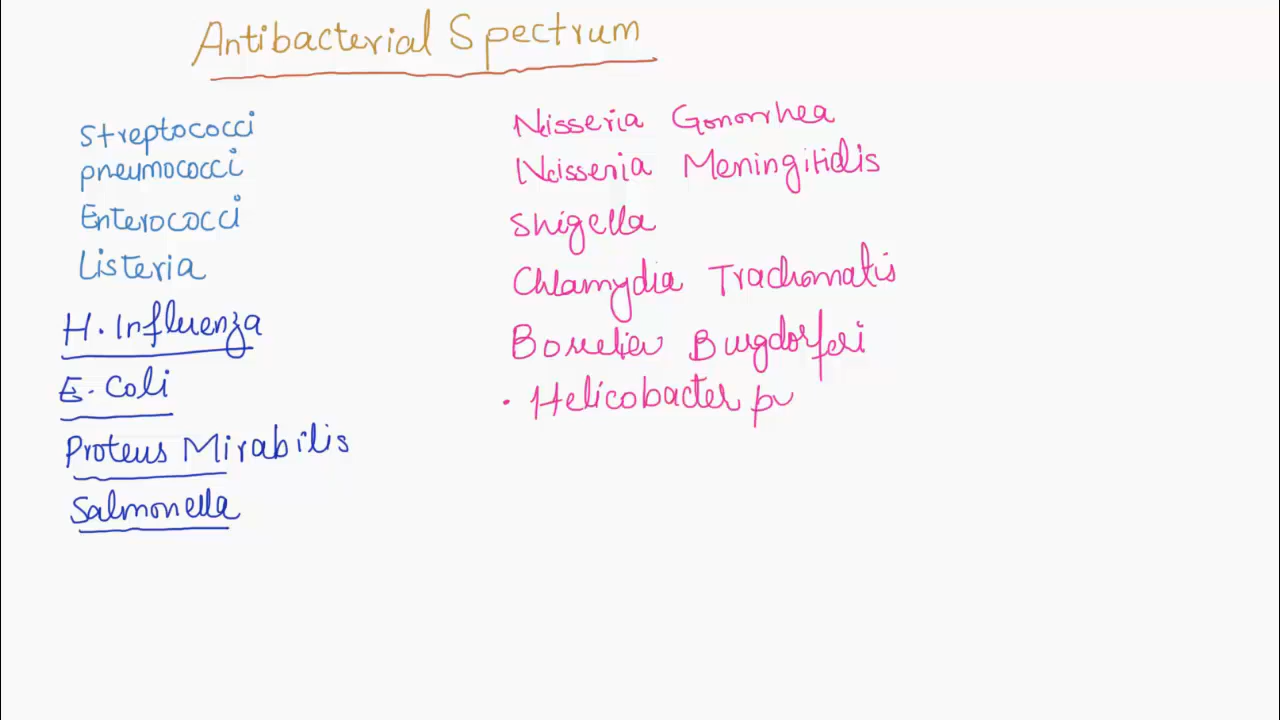 Antibacterial Spectrum
Streptococci
pneumococci
Enterococci
Listeria
H. Influenza
E. Coli
Proteus Mirabilis
Salmonella
Neisseria Gonorrhea
Neisseria Meningitidis
Shigella
Chlamydia Trachomatis
Burgdorferi
• Helicobacter py